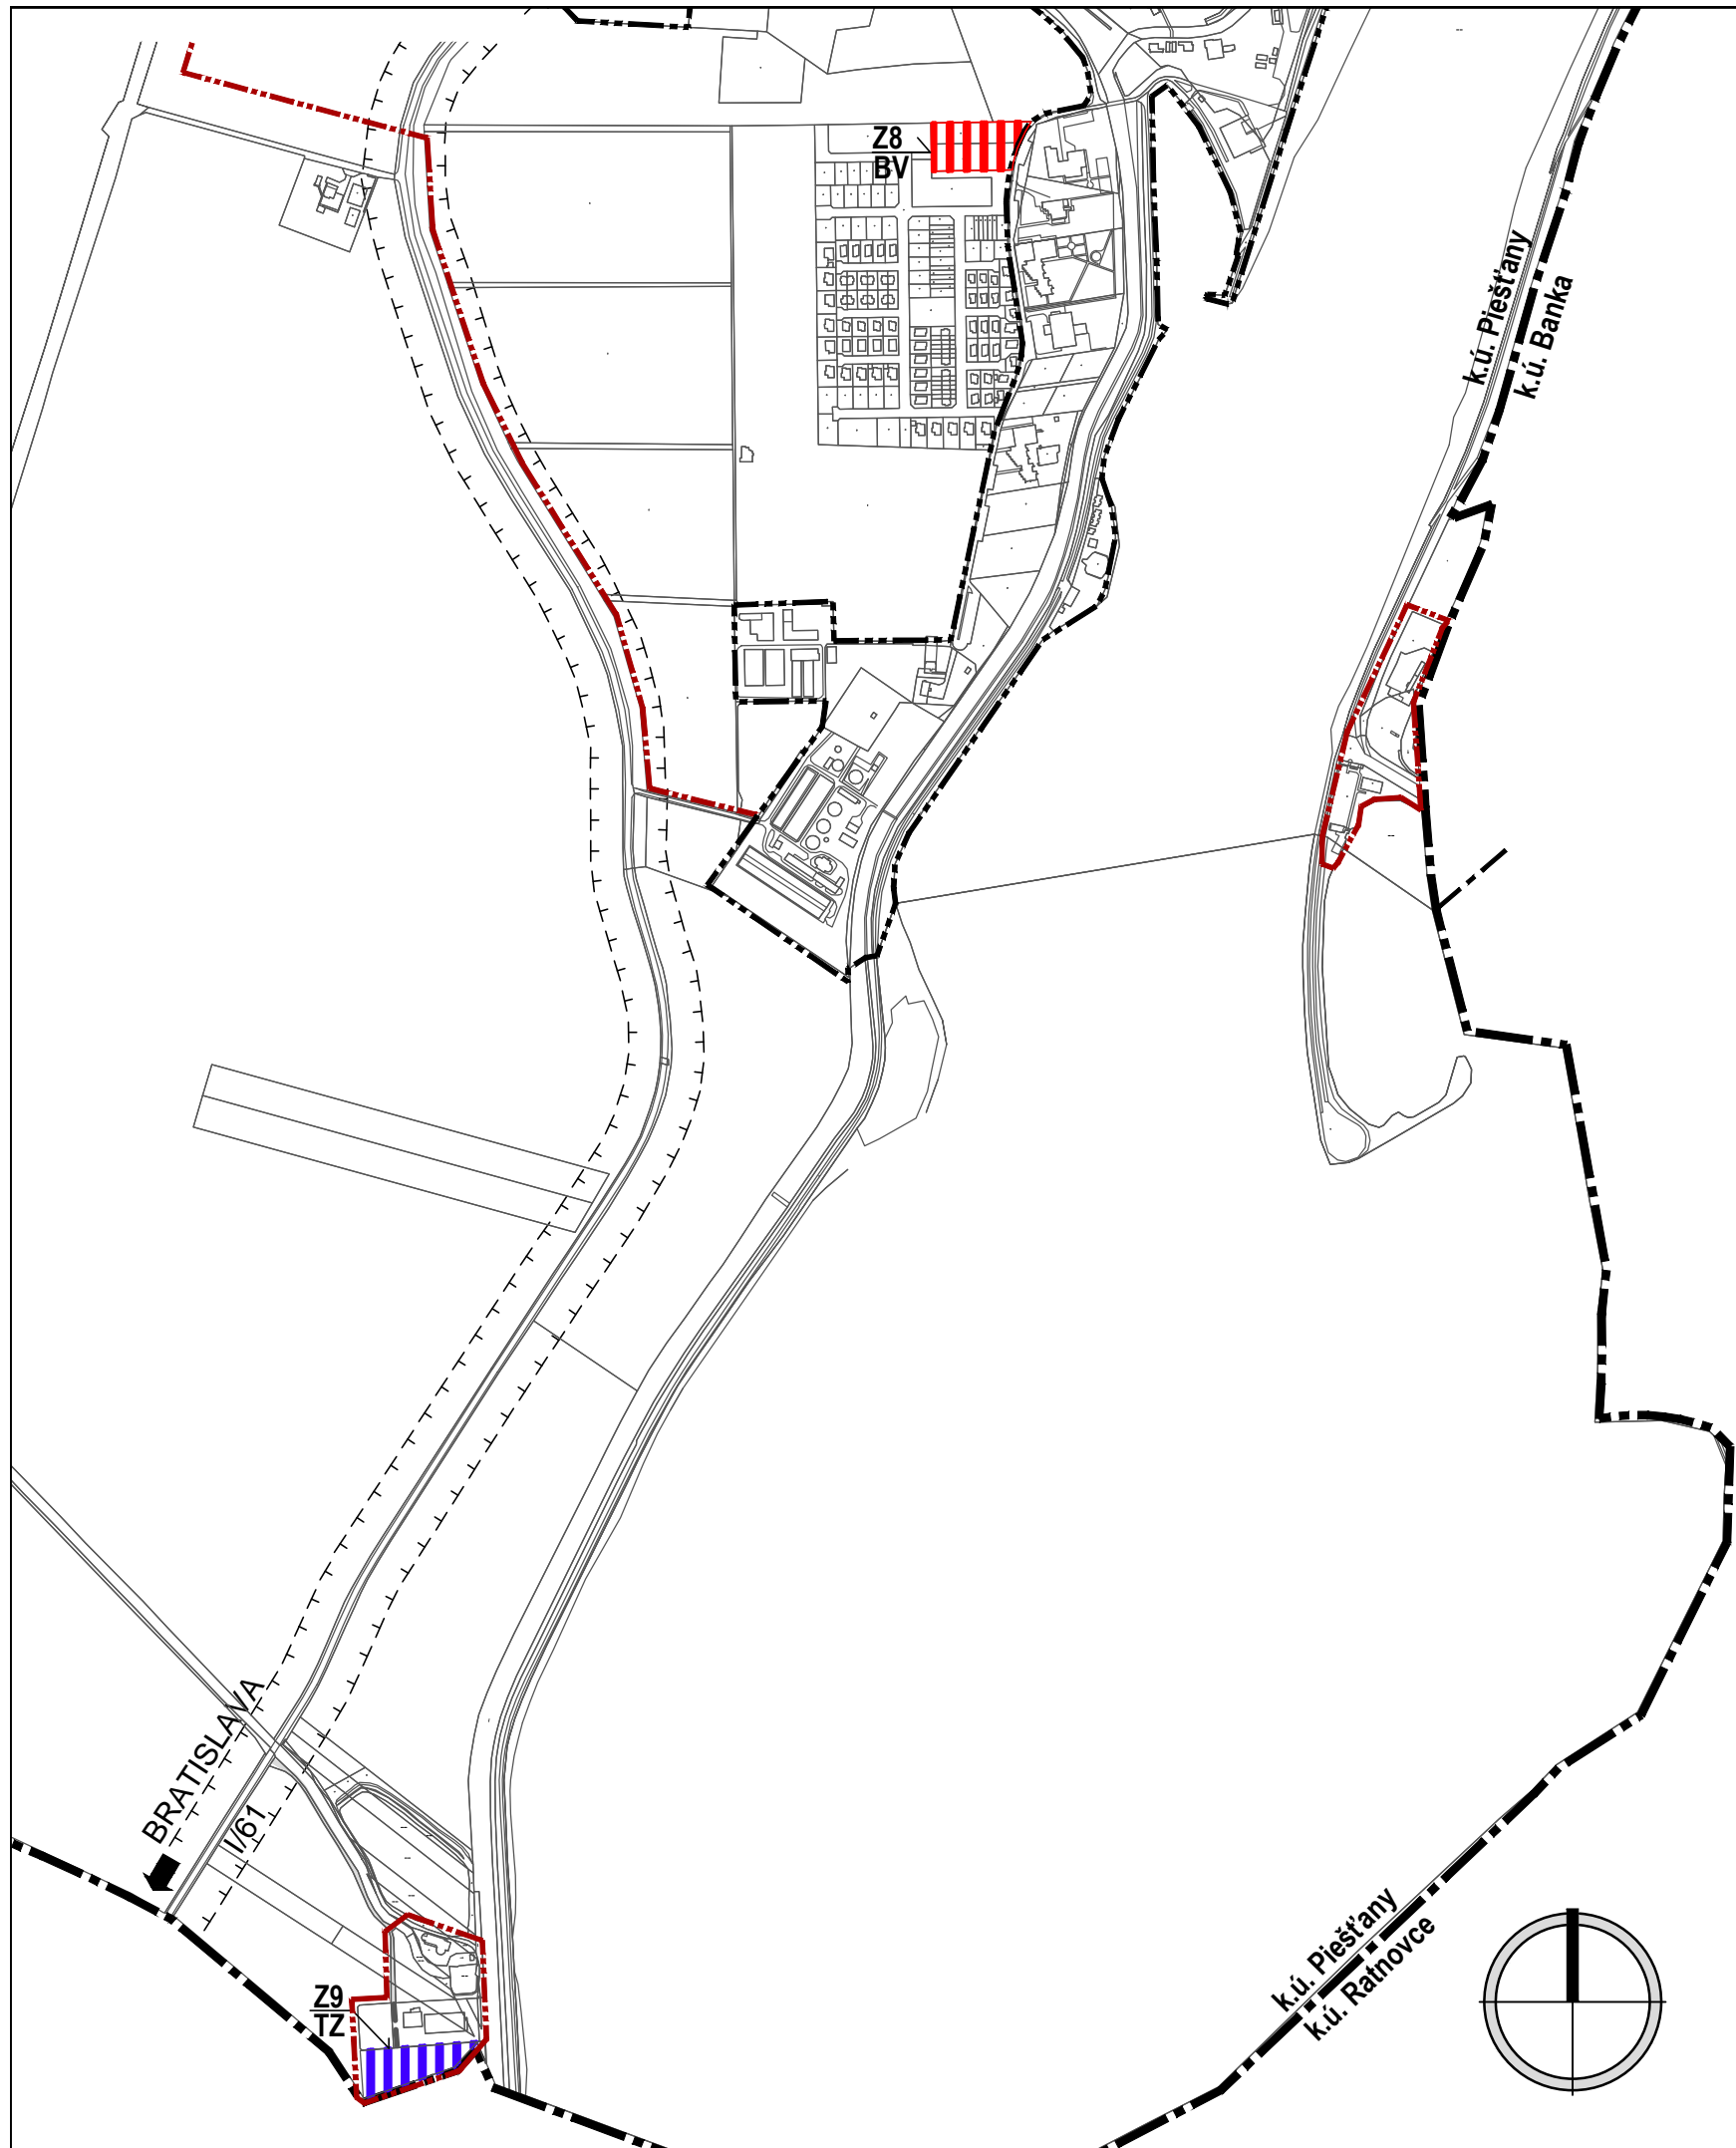 Z8
BV
k.ú. Piešťany
k.ú. Banka
BRATISLAVA
I/61
k.ú. Piešťany
k.ú. Ratnovce
Z9
TZ